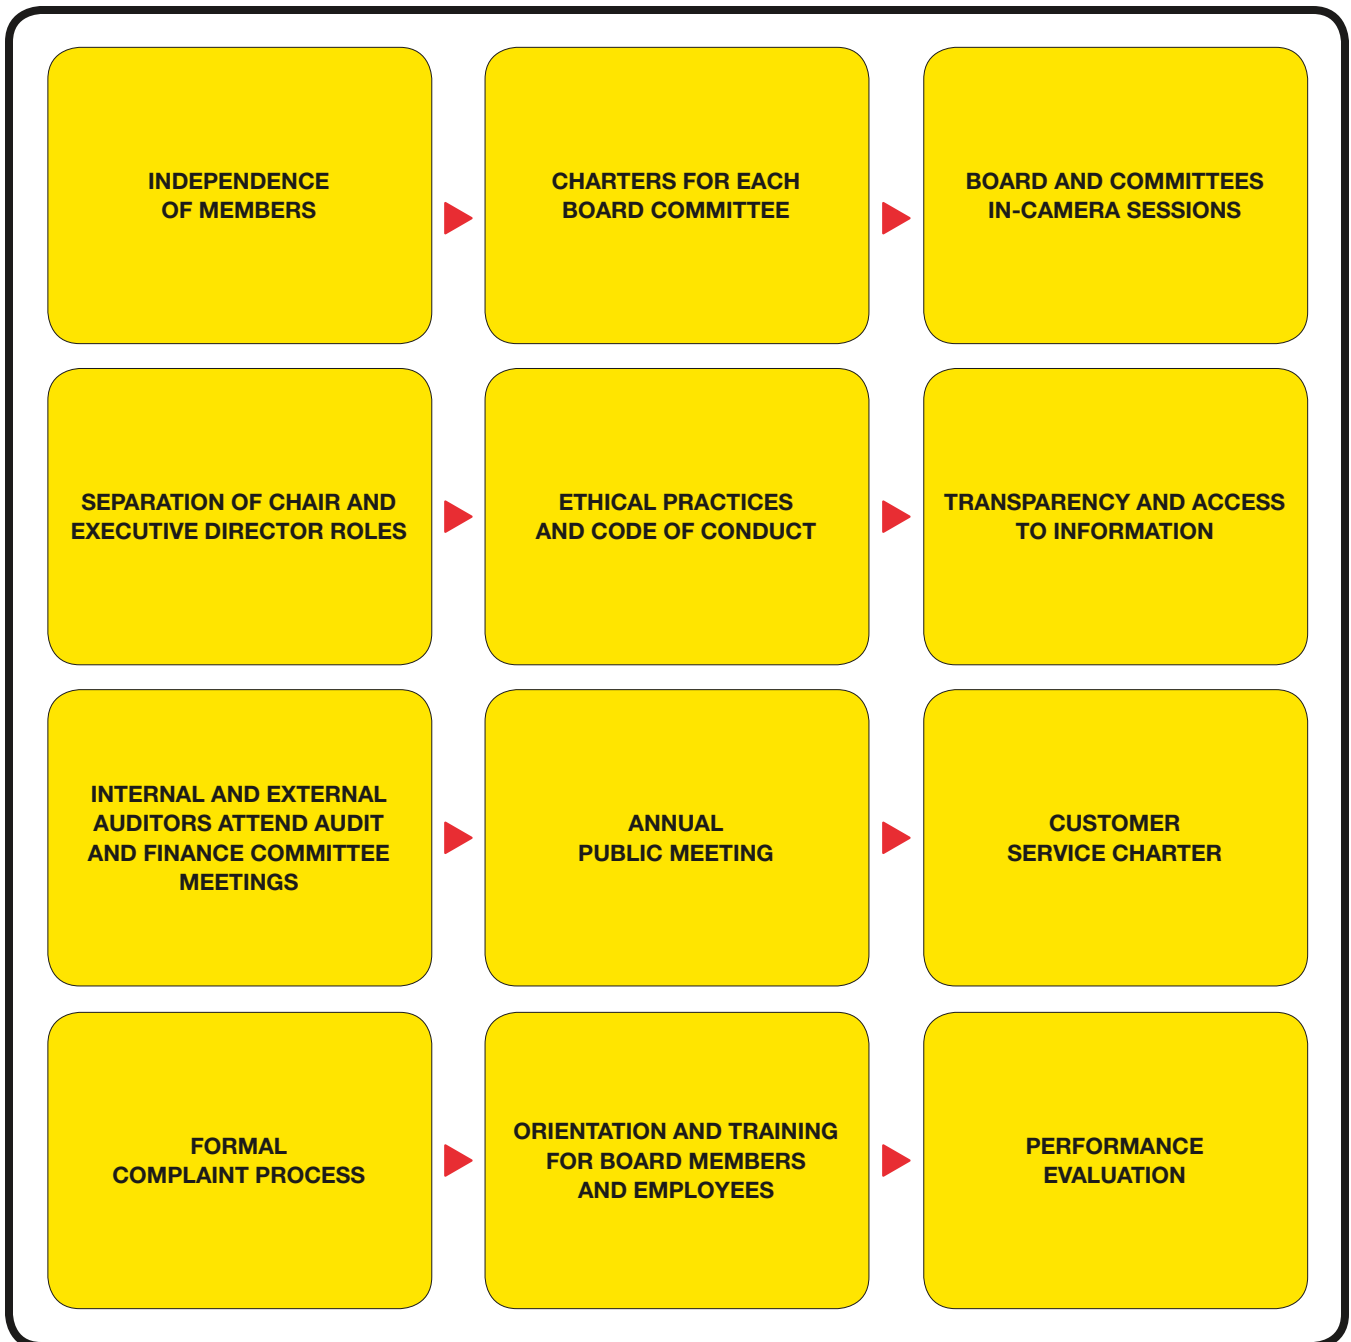 INDEPENDENCE
OF MEMBERS
CHARTERS FOR EACH
BOARD COMMITTEE
BOARD AND COMMITTEES
IN-CAMERA SESSIONS
SEPARATION OF CHAIR AND
EXECUTIVE DIRECTOR ROLES
ETHICAL PRACTICES
AND CODE OF CONDUCT
TRANSPARENCY AND ACCESS
TO INFORMATION
INTERNAL AND EXTERNAL
AUDITORS ATTEND AUDIT
AND FINANCE COMMITTEE
MEETINGS
ANNUAL
PUBLIC MEETING
CUSTOMER
SERVICE CHARTER
FORMAL
COMPLAINT PROCESS
ORIENTATION AND TRAINING
FOR BOARD MEMBERS
AND EMPLOYEES
PERFORMANCE
EVALUATION